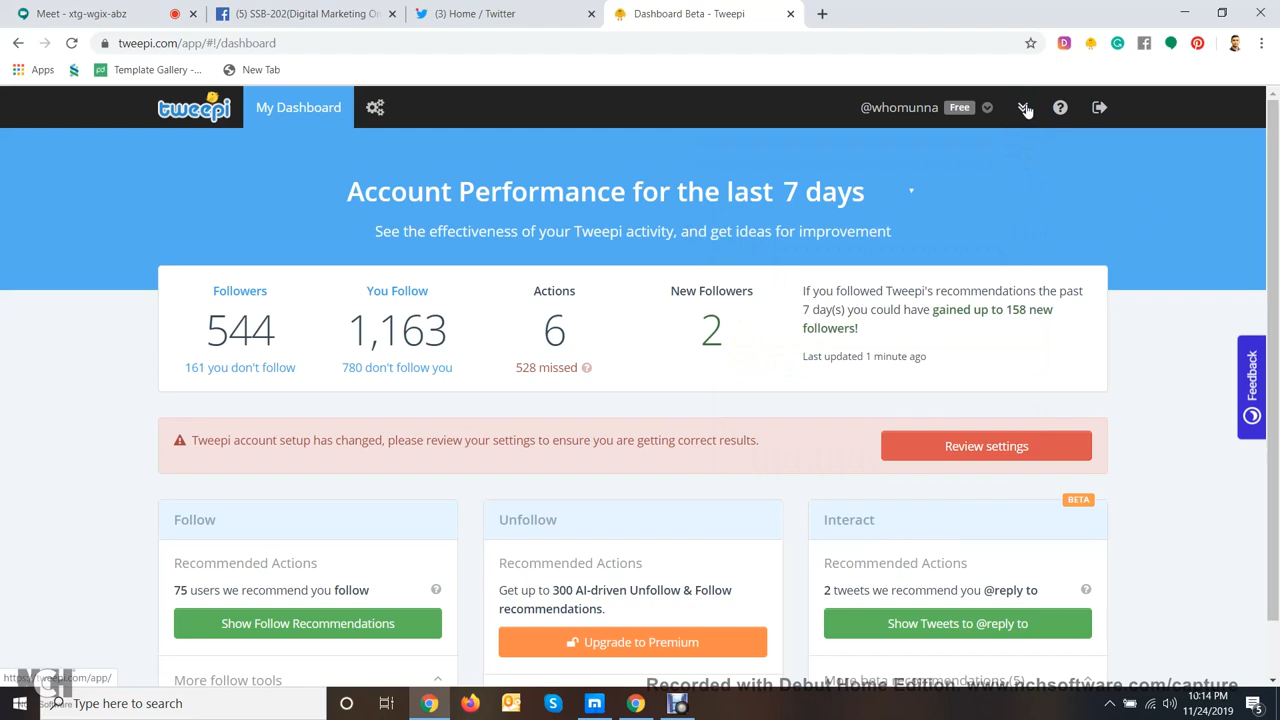 Meet - xtg-wgix-abz
(5) SSB-202(Digital Marketing On
(3) Home / Twitter
Dashboard Beta - Tweepi
tweepi.com/app/#!/dashboard
Apps
Template Gallery -...
New Tab
tweepi
My Dashboard
@whomunna
Free
Account Performance for the last 7 days
See the effectiveness of your Tweepi activity, and get ideas for improvement
Followers
You Follow
Actions
New Followers
544
1,163
6
2
161 you don't follow
780 don't follow you
528 missed
If you followed Tweepi's recommendations the past
7 day(s) you could have gained up to 158 new
followers!
Last updated 1 minute ago
Feedback
Tweepi account setup has changed, please review your settings to ensure you are getting correct results.
Review settings
Follow
Recommended Actions
75 users we recommend you follow
Show Follow Recommendations
More follow tools
Unfollow
Recommended Actions
Get up to 300 AI-driven Unfollow & Follow
recommendations.
Upgrade to Premium
BETA
Interact
Recommended Actions
2 tweets we recommend you @reply to
Show Tweets to @reply to
More beta recommendations (5)
https://tweepi.com/app/
NCH
Software
Recorded with Debut Home Edition. www.nchsoftware.com/capture
Type here to search
10:14 PM
11/24/2019
5